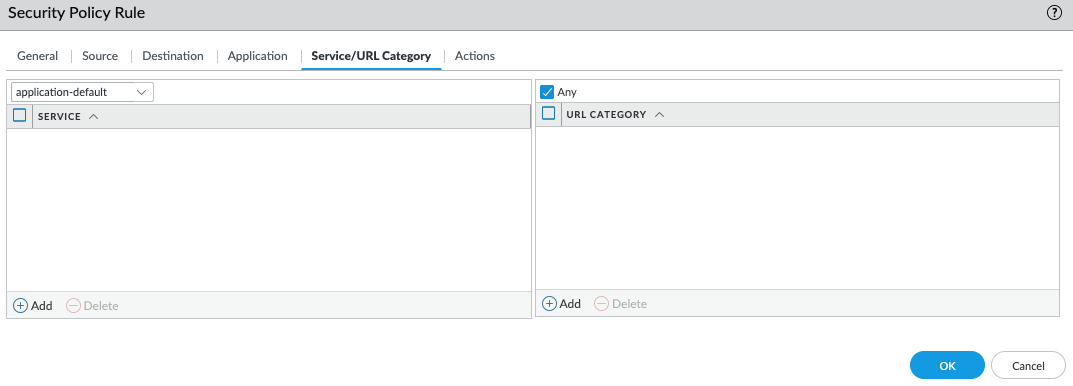 Security Policy Rule
General Source Destination Application Service/URL Category Actions
application-default
Any
SERVICE
URL CATEGORY
Add Delete
Add Delete
OK Cancel